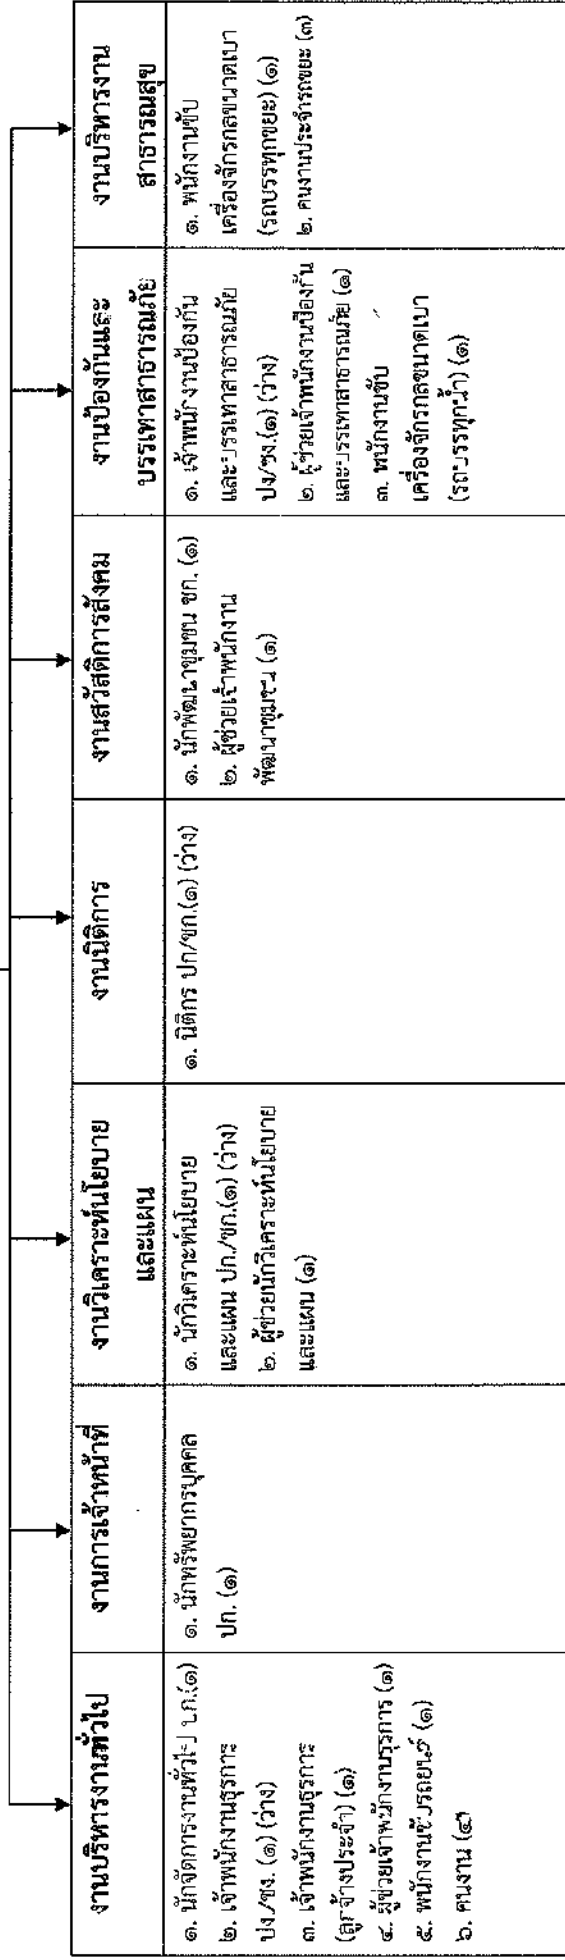 งานบริหารงานทั่วไป
๑. นักจัดการงานทั่วไป ปก.(๑)
๒. เจ้าพนักงานธุรการ
ปง./ชง. (๑) (ว่าง)
๓. เจ้าพนักงานธุรการ
(ลูกจ้างประจำ) (๑)
๔. ผู้ช่วยเจ้าพนักงานธุรการ (๑)
๕. พนักงานขับรถยนต์ (๑)
๖. คนงาน (๔)
งานการเจ้าหน้าที่
๑. นักทรัพยากรบุคคล
ปก. (๑)
งานวิเคราะห์นโยบาย
และแผน
๑. นักวิเคราะห์นโยบาย
และแผน ปก./ชก.(๑) (ว่าง)
๒. ผู้ช่วยนักวิเคราะห์นโยบาย
และแผน (๑)
งานนิติการ
๑. นิติกร ปก/ชก.(๑) (ว่าง)
งานสวัสดิการสังคม
๑. นักพัฒนาชุมชน ชก. (๑)
๒. ผู้ช่วยเจ้าพนักงาน
พัฒนาชุมชน (๑)
งานป้องกันและ
บรรเทาสาธารณภัย
๑. เจ้าพนักงานป้องกัน
และบรรเทาสาธารณภัย
ปง/ชง.(๑) (ว่าง)
๒. ผู้ช่วยเจ้าพนักงานป้องกัน
และบรรเทาสาธารณภัย (๑)
๓. พนักงานขับ
เครื่องจักรกลขนาดเบา
(รถบรรทุกน้ำ) (๑)
งานบริหารงาน
สาธารณสุข
๑. พนักงานขับ
เครื่องจักรกลขนาดเบา
(รถบรรทุกขยะ) (๑)
๒. คนงานประจำรถขยะ (๓)